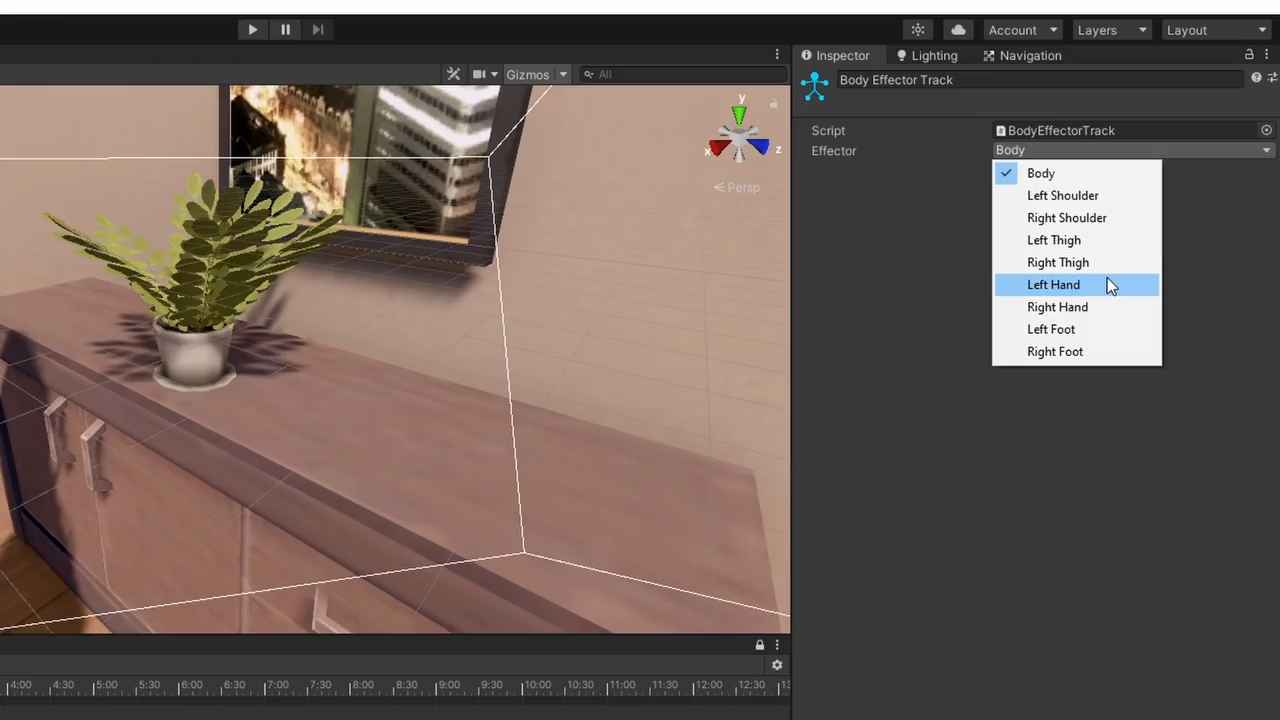 Account Layers Layout
Inspector Lighting Navigation
Gizmos All
Body Effector Track
y
x z
Persp
Script BodyEffectorTrack
Effector Body
Body
Left Shoulder
Right Shoulder
Left Thigh
Right Thigh
Left Hand
Right Hand
Left Foot
Right Foot
4:00 4:30 5:00 5:30 6:00 6:30 7:00 7:30 8:00 8:30 9:00 9:30 10:00 10:30 11:00 11:30 12:00 12:30 13